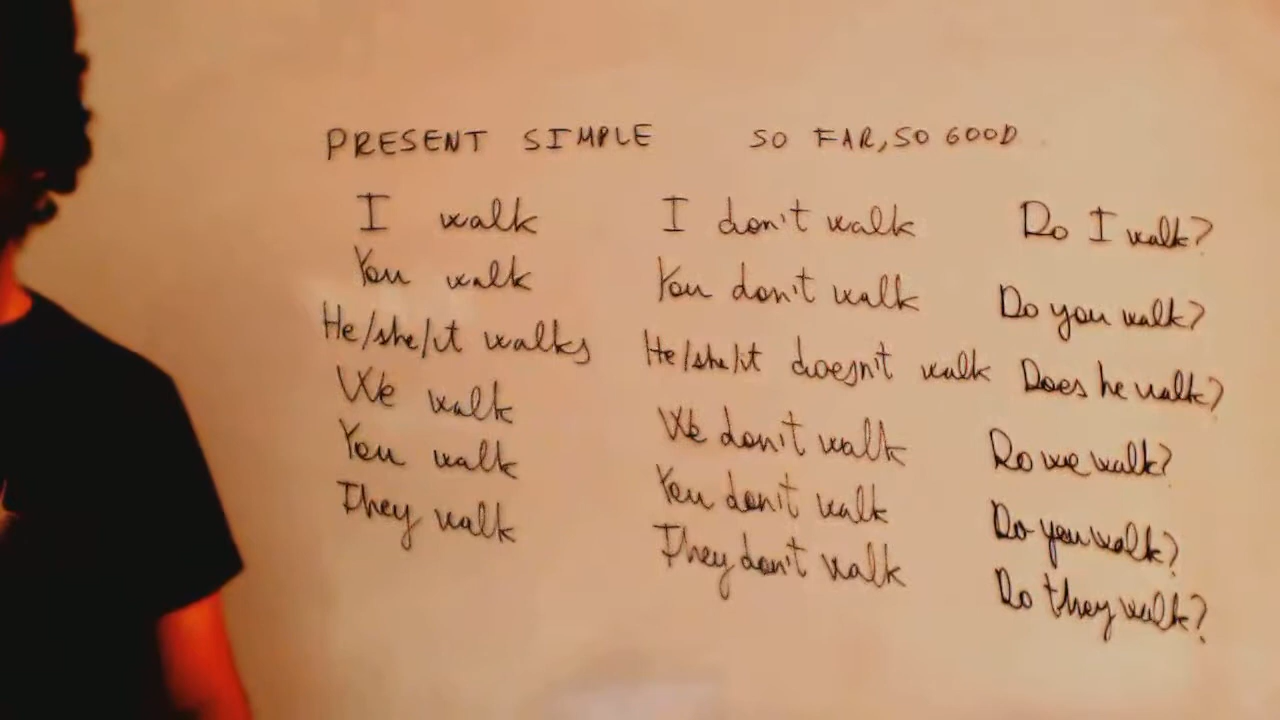 PRESENT SIMPLE SO FAR, SO GOOD
I walk I don't walk Do I walk?
You walk You don't walk Do you walk?
He/she/it walks He/she/it doesn't walk Does he walk?
We walk We don't walk Do we walk?
You walk You don't walk Do you walk?
They walk They don't walk Do they walk?